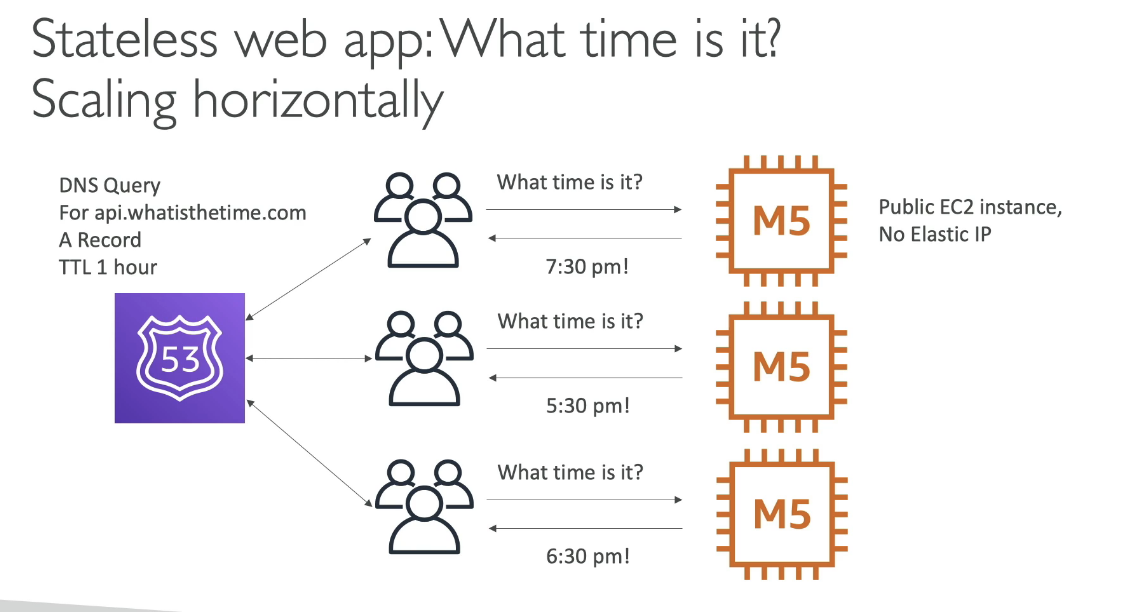 Stateless web app: What time is it?
Scaling horizontally
DNS Query
For api.whatisthetime.com
A Record
TTL 1 hour
53
What time is it?
7:30 pm!
M5
Public EC2 instance,
No Elastic IP
What time is it?
5:30 pm!
M5
What time is it?
6:30 pm!
M5